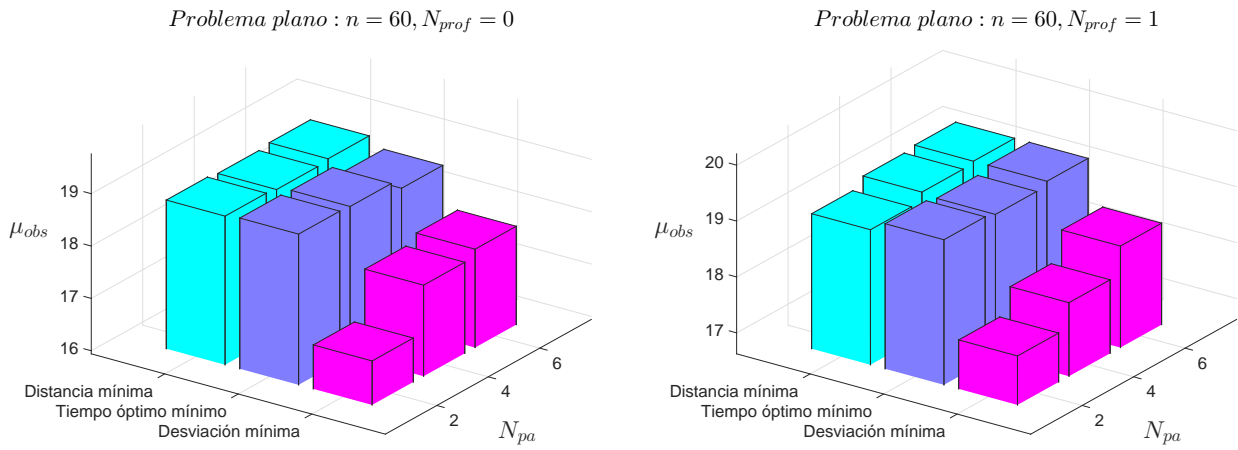 Problema plano : n = 60, N_prof = 0
19
18
17
16
μ_obs
Distancia mínima
Tiempo óptimo mínimo
Desviación mínima
2
4
6
N_pa
Problema plano : n = 60, N_prof = 1
20
19
18
17
μ_obs
Distancia mínima
Tiempo óptimo mínimo
Desviación mínima
2
4
6
N_pa